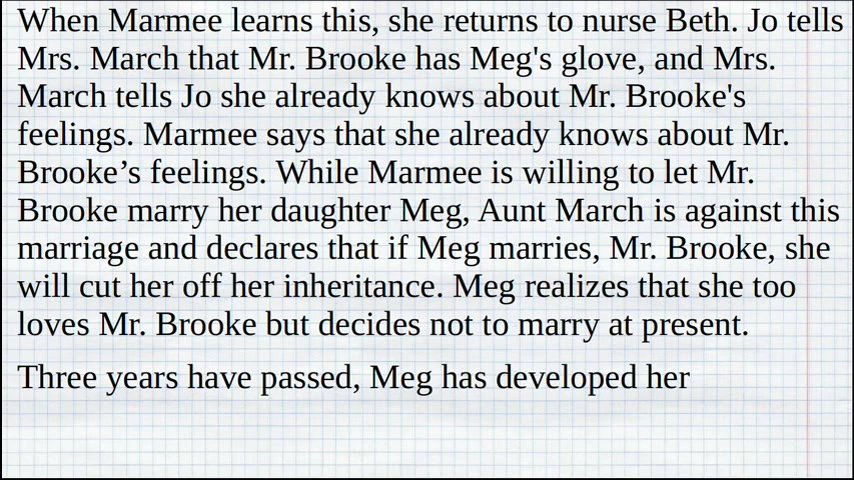 When Marmee learns this, she returns to nurse Beth. Jo tells
Mrs. March that Mr. Brooke has Meg's glove, and Mrs.
March tells Jo she already knows about Mr. Brooke's
feelings. Marmee says that she already knows about Mr.
Brooke’s feelings. While Marmee is willing to let Mr.
Brooke marry her daughter Meg, Aunt March is against this
marriage and declares that if Meg marries, Mr. Brooke, she
will cut her off her inheritance. Meg realizes that she too
loves Mr. Brooke but decides not to marry at present.
Three years have passed, Meg has developed her